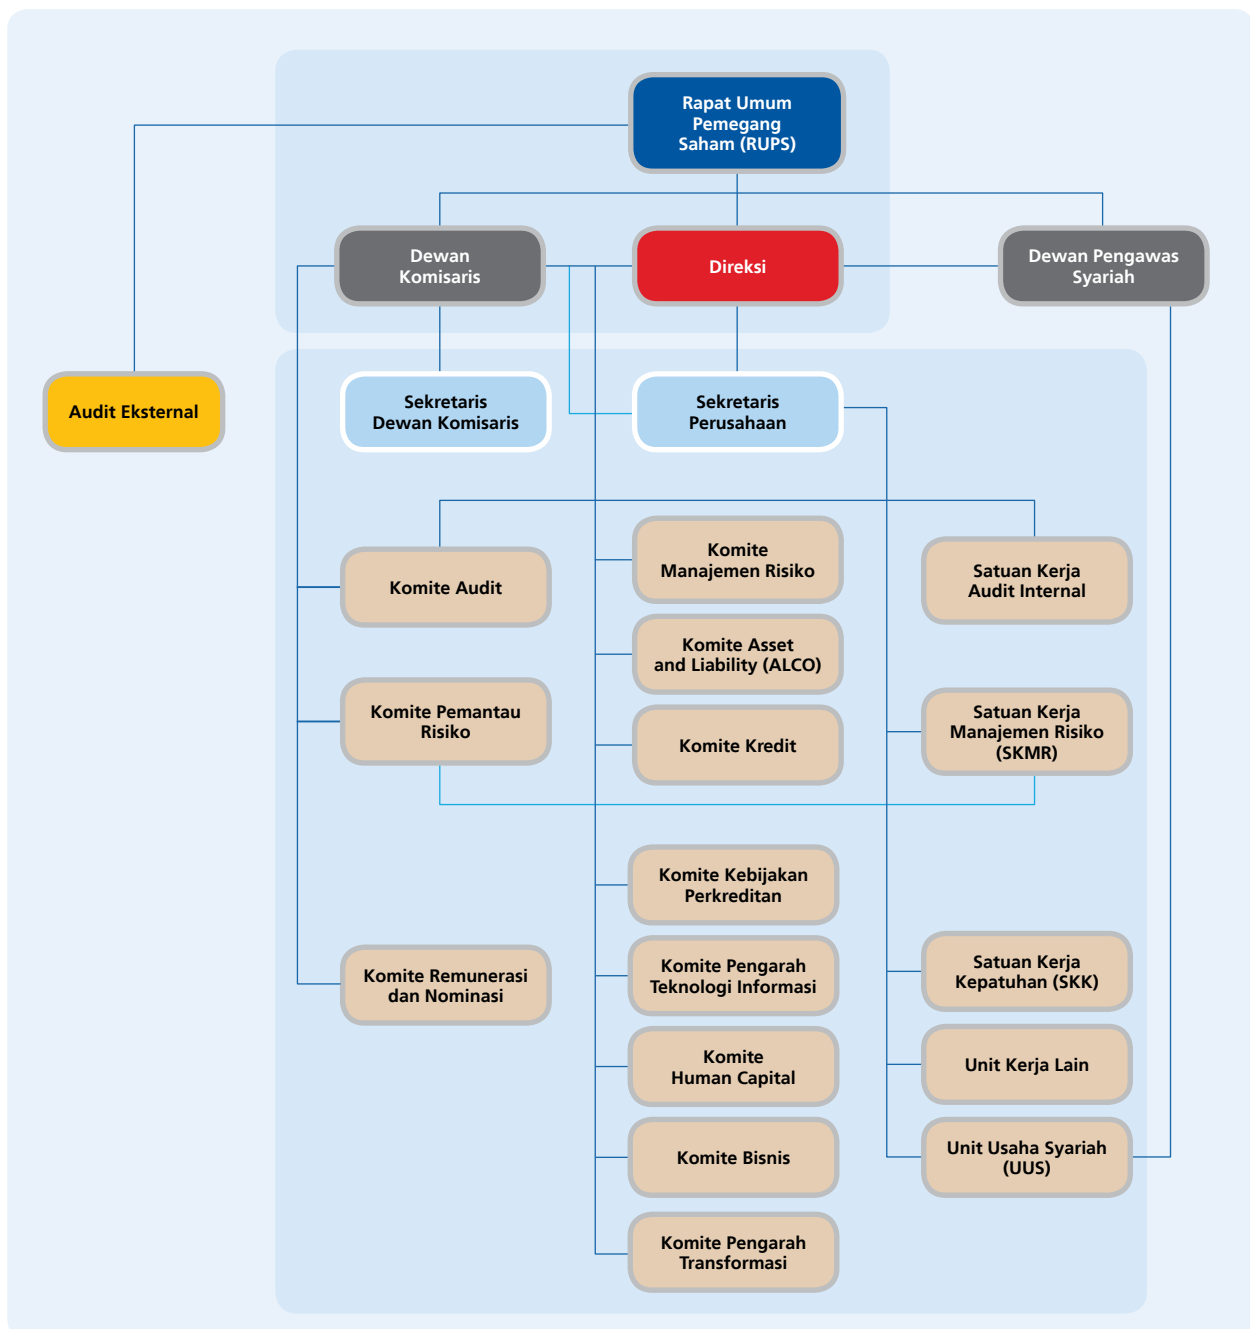 Rapat Umum
Pemegang
Saham (RUPS)
Dewan
Komisaris
Direksi
Dewan Pengawas
Syariah
Audit Eksternal
Sekretaris
Dewan Komisaris
Sekretaris
Perusahaan
Komite Audit
Komite
Manajemen Risiko
Satuan Kerja
Audit Internal
Komite Asset
and Liability (ALCO)
Komite Pemantau
Risiko
Komite Kredit
Satuan Kerja
Manajemen Risiko
(SKMR)
Komite Kebijakan
Perkreditan
Komite Remunerasi
dan Nominasi
Komite Pengarah
Teknologi Informasi
Satuan Kerja
Kepatuhan (SKK)
Komite
Human Capital
Unit Kerja Lain
Komite Bisnis
Unit Usaha Syariah
(UUS)
Komite Pengarah
Transformasi